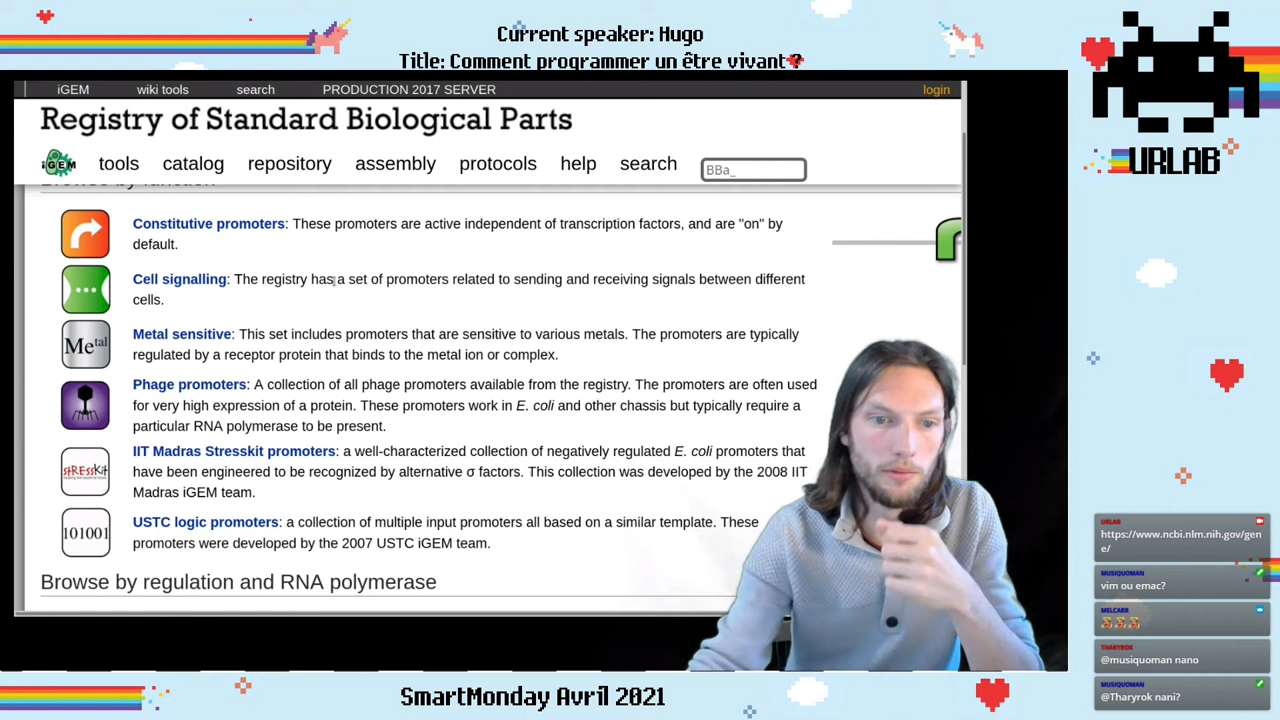 Current speaker: Hugo
Title: Comment programmer un être vivant ?
iGEM wiki tools search PRODUCTION 2017 SERVER login
Registry of Standard Biological Parts
iGEM tools catalog repository assembly protocols help search BBa_
Browse by function
Constitutive promoters: These promoters are active independent of transcription factors, and are "on" by
default.
Cell signalling: The registry has a set of promoters related to sending and receiving signals between different
cells.
Metal sensitive: This set includes promoters that are sensitive to various metals. The promoters are typically
Metal
regulated by a receptor protein that binds to the metal ion or complex.
Phage promoters: A collection of all phage promoters available from the registry. The promoters are often used
for very high expression of a protein. These promoters work in E. coli and other chassis but typically require a
particular RNA polymerase to be present.
IIT Madras Stresskit promoters: a well-characterized collection of negatively regulated E. coli promoters that
stressKit
have been engineered to be recognized by alternative σ factors. This collection was developed by the 2008 IIT
Madras iGEM team.
USTC logic promoters: a collection of multiple input promoters all based on a similar template. These
101001
promoters were developed by the 2007 USTC iGEM team.
Browse by regulation and RNA polymerase
URLAB
URLAB
https://www.ncbi.nlm.nih.gov/gen
e/
MUSIQUOMAN
vim ou emac?
MELCARR
THARYROK
@musiquoman nano
MUSIQUOMAN
@Tharyrok nani?
SmartMonday Avril 2021